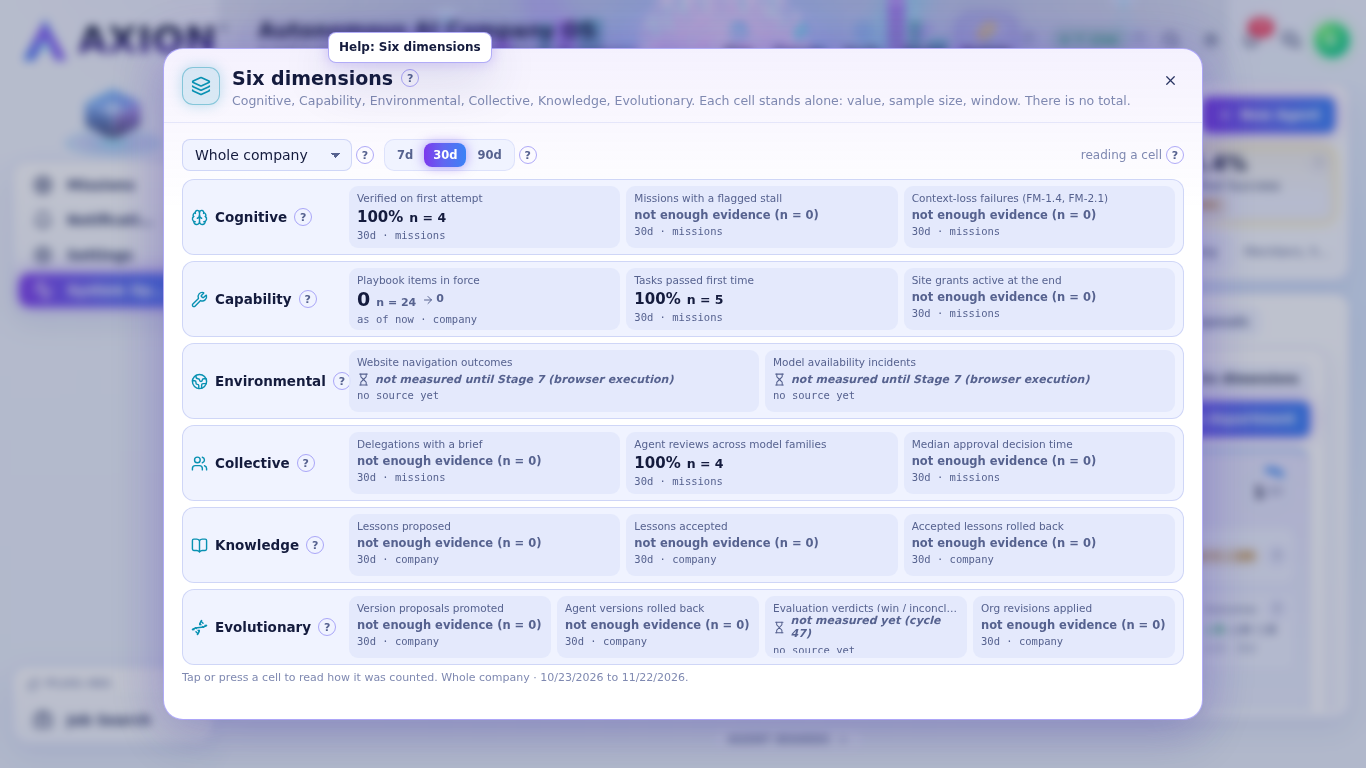 AXION
Help: Six dimensions
Six dimensions ?
Cognitive, Capability, Environmental, Collective, Knowledge, Evolutionary. Each cell stands alone: value, sample size, window. There is no total.
Whole company ? 7d 30d 90d ? reading a cell ?
Cognitive ?
Verified on first attempt
100% n = 4
30d · missions
Missions with a flagged stall
not enough evidence (n = 0)
30d · missions
Context-loss failures (FM-1.4, FM-2.1)
not enough evidence (n = 0)
30d · missions
Capability ?
Playbook items in force
0 n = 24 → 0
as of now · company
Tasks passed first time
100% n = 5
30d · missions
Site grants active at the end
not enough evidence (n = 0)
30d · missions
Environmental ?
Website navigation outcomes
not measured until Stage 7 (browser execution)
no source yet
Model availability incidents
not measured until Stage 7 (browser execution)
no source yet
Collective ?
Delegations with a brief
not enough evidence (n = 0)
30d · missions
Agent reviews across model families
100% n = 4
30d · missions
Median approval decision time
not enough evidence (n = 0)
30d · missions
Knowledge ?
Lessons proposed
not enough evidence (n = 0)
30d · company
Lessons accepted
not enough evidence (n = 0)
30d · company
Accepted lessons rolled back
not enough evidence (n = 0)
30d · company
Evolutionary ?
Version proposals promoted
not enough evidence (n = 0)
30d · company
Agent versions rolled back
not enough evidence (n = 0)
30d · company
Evaluation verdicts (win / inconcl...
not measured yet (cycle
47)
no source yet
Org revisions applied
not enough evidence (n = 0)
30d · company
Tap or press a cell to read how it was counted. Whole company · 10/23/2026 to 11/22/2026.
Missions
Settings
Job Search